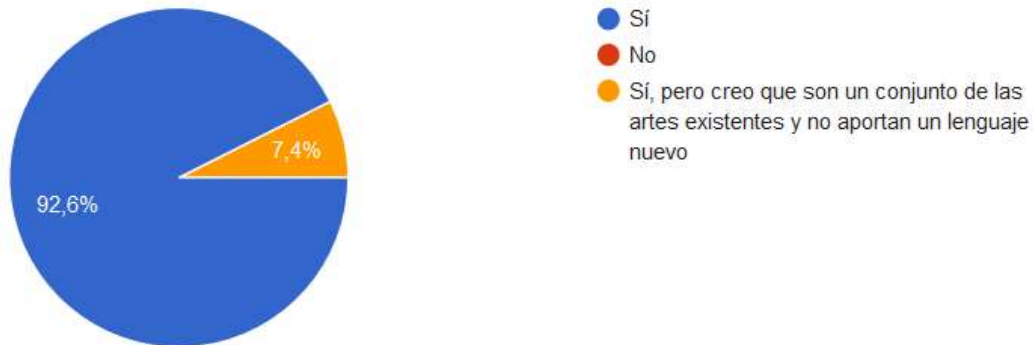 Sí
No
Sí, pero creo que son un conjunto de las
artes existentes y no aportan un lenguaje
nuevo
7,4%
92,6%